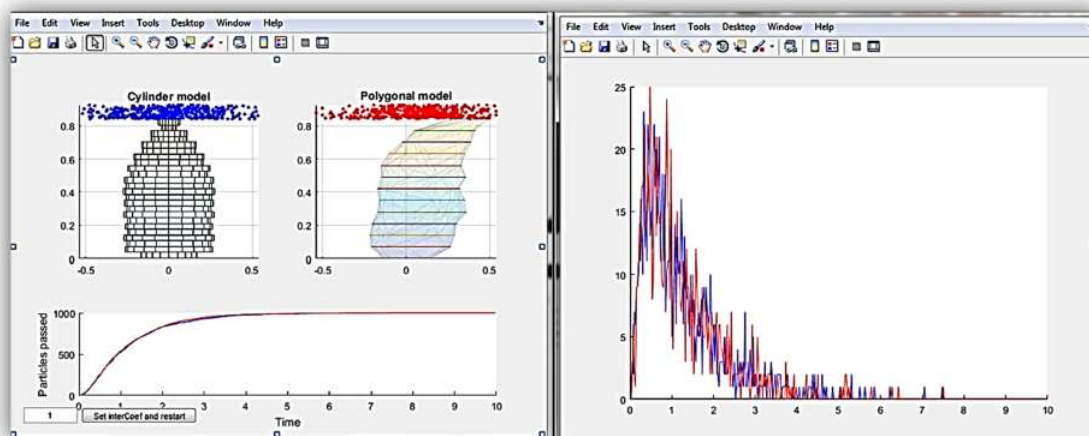 File Edit View Insert Tools Desktop Window Help
Cylinder model
0.8
0.6
0.4
0.2
0
-0.5 0 0.5
Polygonal model
0.8
0.6
0.4
0.2
0
-0.5 0 0.5
Particles passed
1000
500
0
0 1 2 3 4 5 6 7 8 9 10
Time
1 Set interCoef and restart
File Edit View Insert Tools Desktop Window Help
25
20
15
10
5
0
0 1 2 3 4 5 6 7 8 9 10